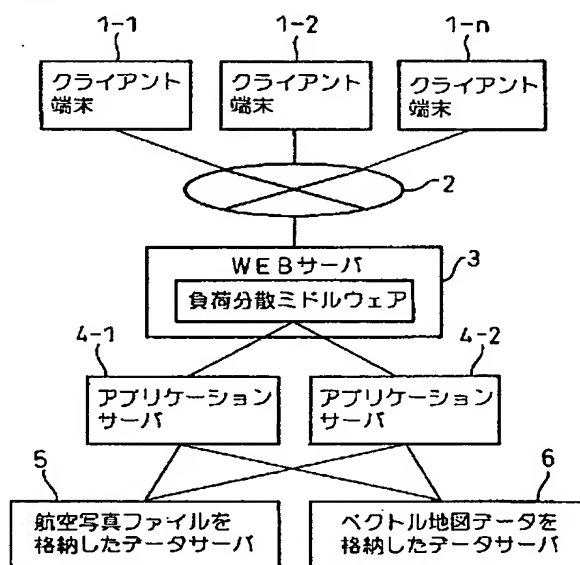 1-1
1-2
1-n
クライアント
端末
クライアント
端末
クライアント
端末
2
WEBサーバ
3
負荷分散ミドルウェア
4-1
4-2
アプリケーション
サーバ
アプリケーション
サーバ
5
6
航空写真ファイルを
格納したデータサーバ
ベクトル地図データを
格納したデータサーバ